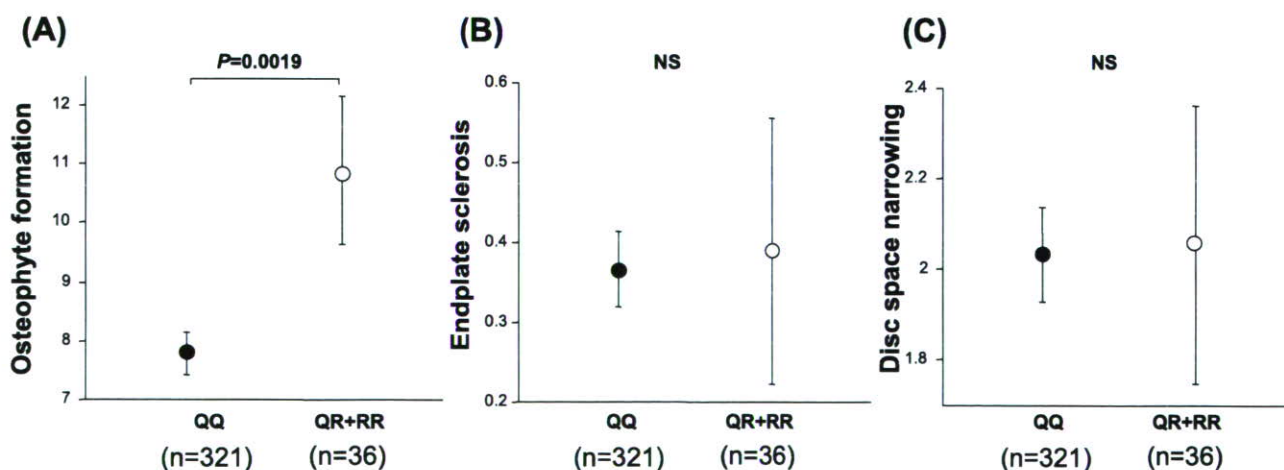 (A)
P=0.0019
Osteophyte formation
12
11
10
9
8
7
QQ
QR+RR
(n=321)
(n=36)
(B)
NS
Endplate sclerosis
0.6
0.5
0.4
0.3
0.2
QQ
QR+RR
(n=321)
(n=36)
(C)
NS
Disc space narrowing
2.4
2.2
2
1.8
QQ
QR+RR
(n=321)
(n=36)